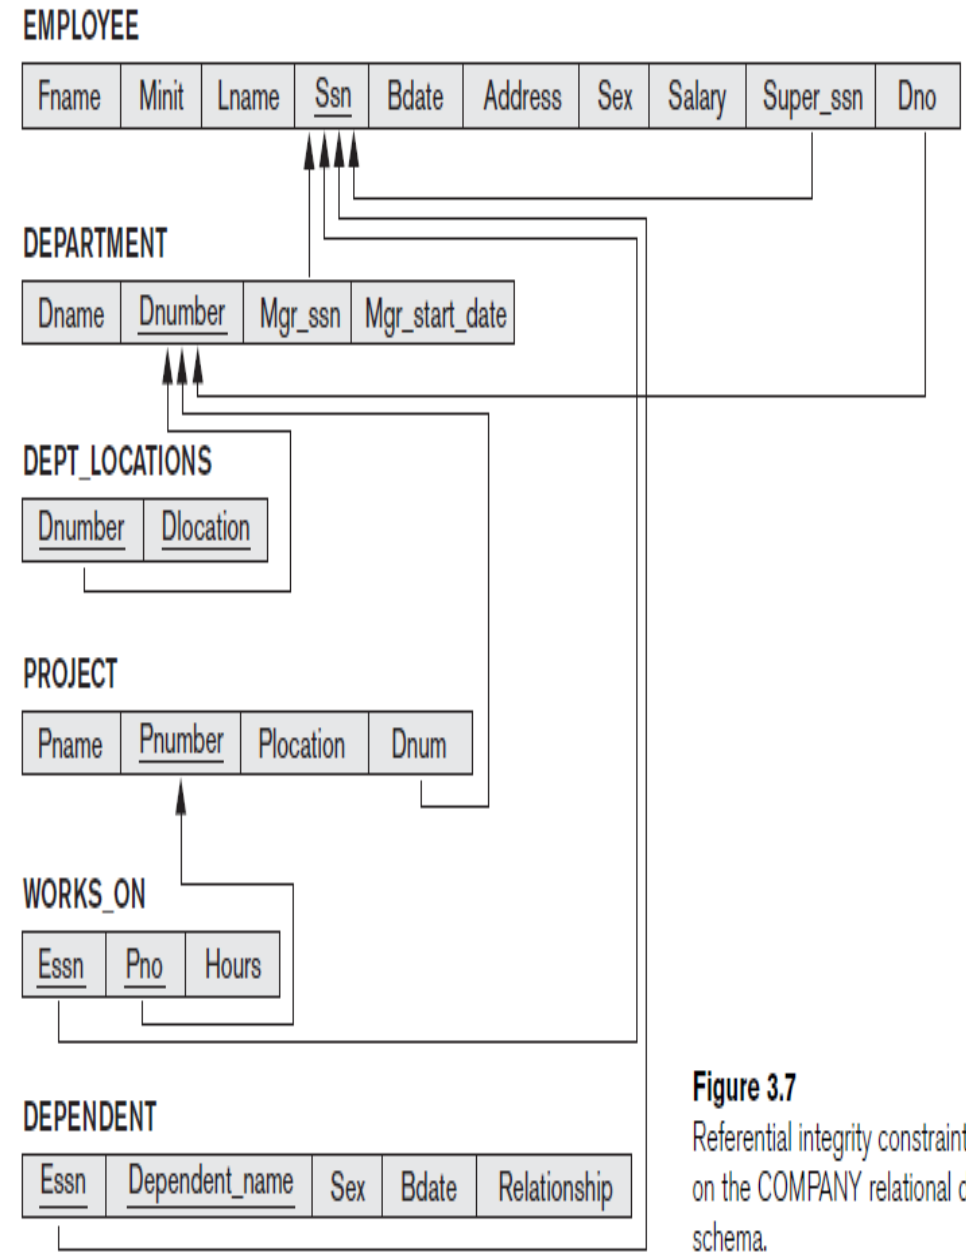 EMPLOYEE
Fname Minit Lname Ssn Bdate Address Sex Salary Super_ssn Dno
DEPARTMENT
Dname Dnumber Mgr_ssn Mgr_start_date
DEPT_LOCATIONS
Dnumber Dlocation
PROJECT
Pname Pnumber Plocation Dnum
WORKS_ON
Essn Pno Hours
DEPENDENT
Essn Dependent_name Sex Bdate Relationship
Figure 3.7
Referential integrity constraint
on the COMPANY relational
schema.